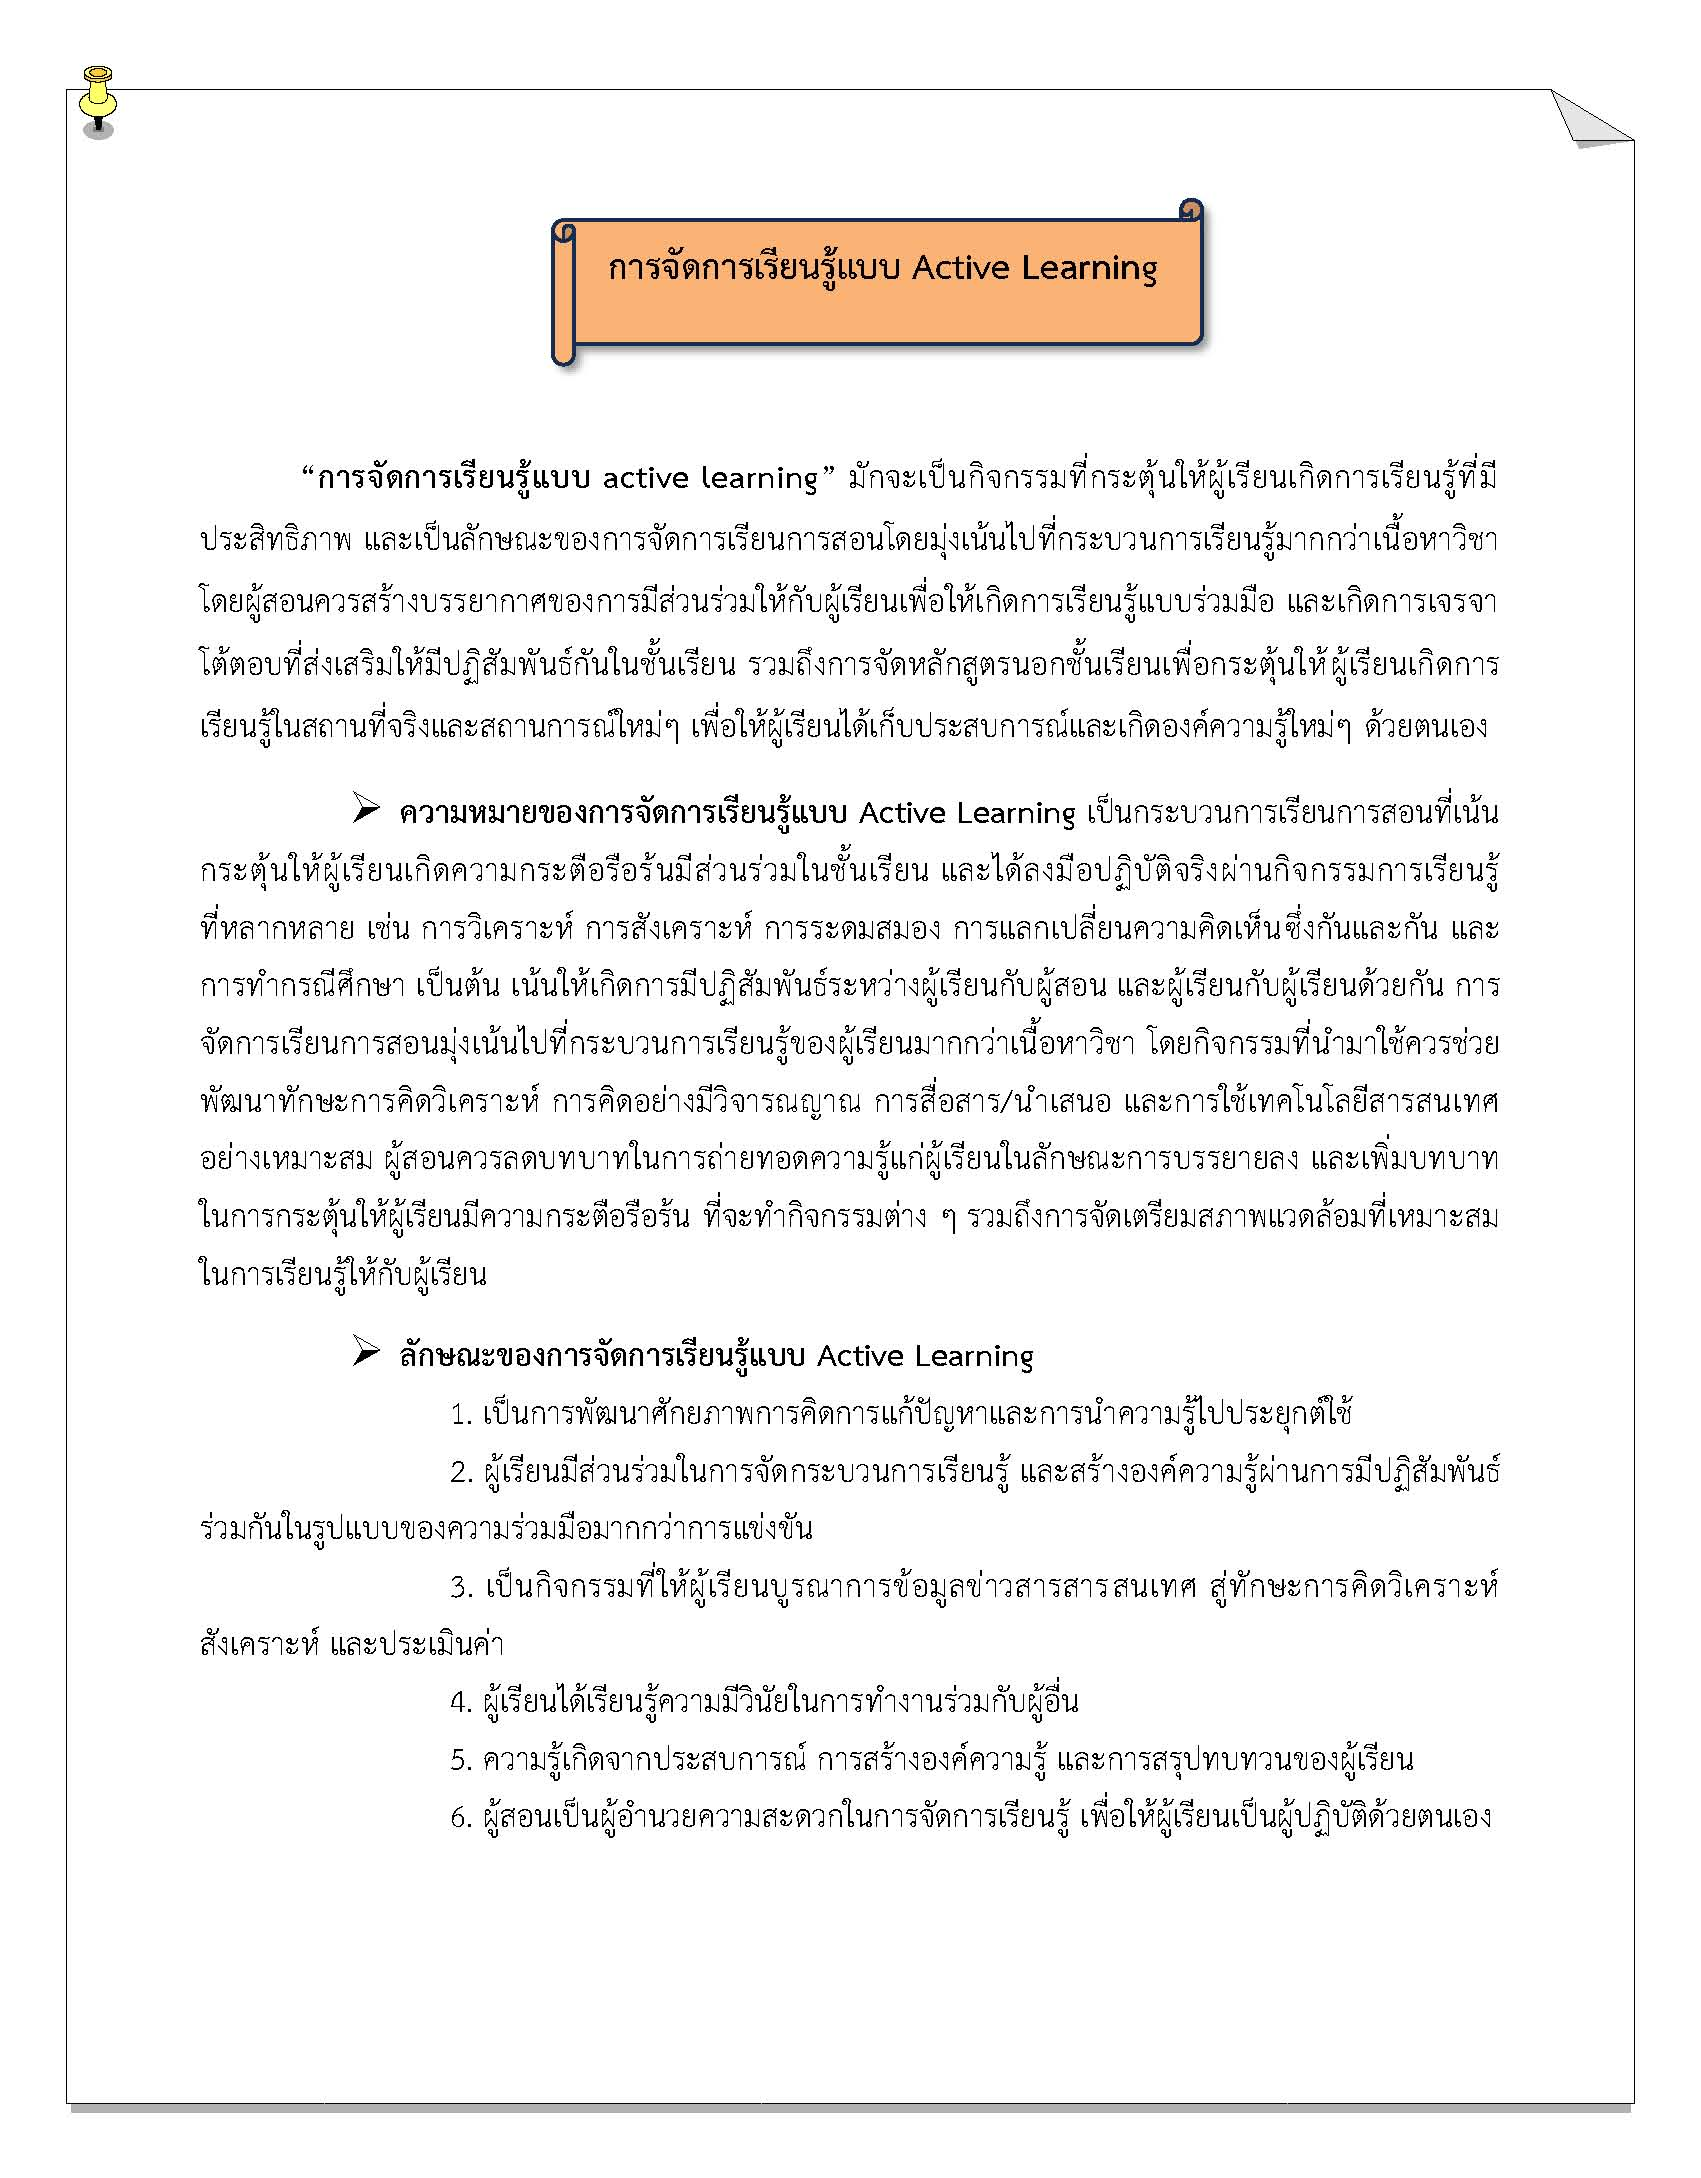 การจัดการเรียนรู้แบบ Active Learning
“การจัดการเรียนรู้แบบ active learning” มักจะเป็นกิจกรรมที่กระตุ้นให้ผู้เรียนเกิดการเรียนรู้ที่มี
ประสิทธิภาพ และเป็นลักษณะของการจัดการเรียนการสอนโดยมุ่งเน้นไปที่กระบวนการเรียนรู้มากกว่าเนื้อหาวิชา
โดยผู้สอนควรสร้างบรรยากาศของการมีส่วนร่วมให้กับผู้เรียนเพื่อให้เกิดการเรียนรู้แบบร่วมมือ และเกิดการเจรจา
โต้ตอบที่ส่งเสริมให้มีปฏิสัมพันธ์กันในชั้นเรียน รวมถึงการจัดหลักสูตรนอกชั้นเรียนเพื่อกระตุ้นให้ผู้เรียนเกิดการ
เรียนรู้ในสถานที่จริงและสถานการณ์ใหม่ๆ เพื่อให้ผู้เรียนได้เก็บประสบการณ์และเกิดองค์ความรู้ใหม่ๆ ด้วยตนเอง
➢ ความหมายของการจัดการเรียนรู้แบบ Active Learning เป็นกระบวนการเรียนการสอนที่เน้น
กระตุ้นให้ผู้เรียนเกิดความกระตือรือร้นมีส่วนร่วมในชั้นเรียน และได้ลงมือปฏิบัติจริงผ่านกิจกรรมการเรียนรู้
ที่หลากหลาย เช่น การวิเคราะห์ การสังเคราะห์ การระดมสมอง การแลกเปลี่ยนความคิดเห็นซึ่งกันและกัน และ
การทำกรณีศึกษา เป็นต้น เน้นให้เกิดการมีปฏิสัมพันธ์ระหว่างผู้เรียนกับผู้สอน และผู้เรียนกับผู้เรียนด้วยกัน การ
จัดการเรียนการสอนมุ่งเน้นไปที่กระบวนการเรียนรู้ของผู้เรียนมากกว่าเนื้อหาวิชา โดยกิจกรรมที่นำมาใช้ควรช่วย
พัฒนาทักษะการคิดวิเคราะห์ การคิดอย่างมีวิจารณญาณ การสื่อสาร/นำเสนอ และการใช้เทคโนโลยีสารสนเทศ
อย่างเหมาะสม ผู้สอนควรลดบทบาทในการถ่ายทอดความรู้แก่ผู้เรียนในลักษณะการบรรยายลง และเพิ่มบทบาท
ในการกระตุ้นให้ผู้เรียนมีความกระตือรือร้น ที่จะทำกิจกรรมต่าง ๆ รวมถึงการจัดเตรียมสภาพแวดล้อมที่เหมาะสม
ในการเรียนรู้ให้กับผู้เรียน
➢ ลักษณะของการจัดการเรียนรู้แบบ Active Learning
1. เป็นการพัฒนาศักยภาพการคิดการแก้ปัญหาและการนำความรู้ไปประยุกต์ใช้
2. ผู้เรียนมีส่วนร่วมในการจัดกระบวนการเรียนรู้ และสร้างองค์ความรู้ผ่านการมีปฏิสัมพันธ์
ร่วมกันในรูปแบบของความร่วมมือมากกว่าการแข่งขัน
3. เป็นกิจกรรมที่ให้ผู้เรียนบูรณาการข้อมูลข่าวสารสารสนเทศ สู่ทักษะการคิดวิเคราะห์
สังเคราะห์ และประเมินค่า
4. ผู้เรียนได้เรียนรู้ความมีวินัยในการทำงานร่วมกับผู้อื่น
5. ความรู้เกิดจากประสบการณ์ การสร้างองค์ความรู้ และการสรุปทบทวนของผู้เรียน
6. ผู้สอนเป็นผู้อำนวยความสะดวกในการจัดการเรียนรู้ เพื่อให้ผู้เรียนเป็นผู้ปฏิบัติด้วยตนเอง